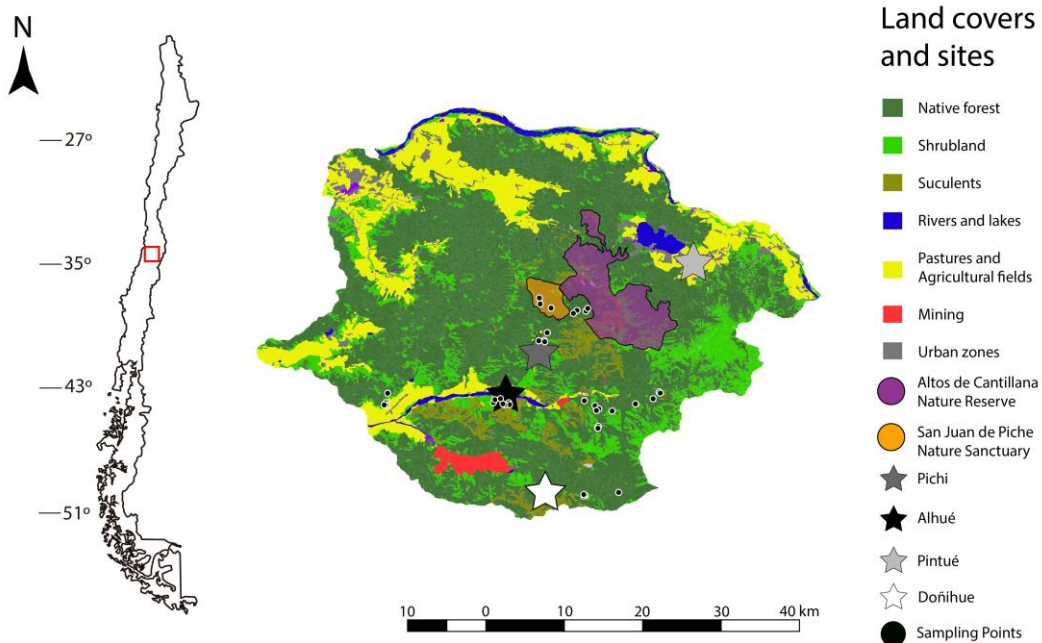 N
27º
35º
43º
51º
10 0 10 20 30 40 km
Land covers
and sites
Native forest
Shrubland
Suculents
Rivers and lakes
Pastures and
Agricultural fields
Mining
Urban zones
Altos de Cantillana
Nature Reserve
San Juan de Piche
Nature Sanctuary
Pichi
Alhué
Pintué
Doñihue
Sampling Points